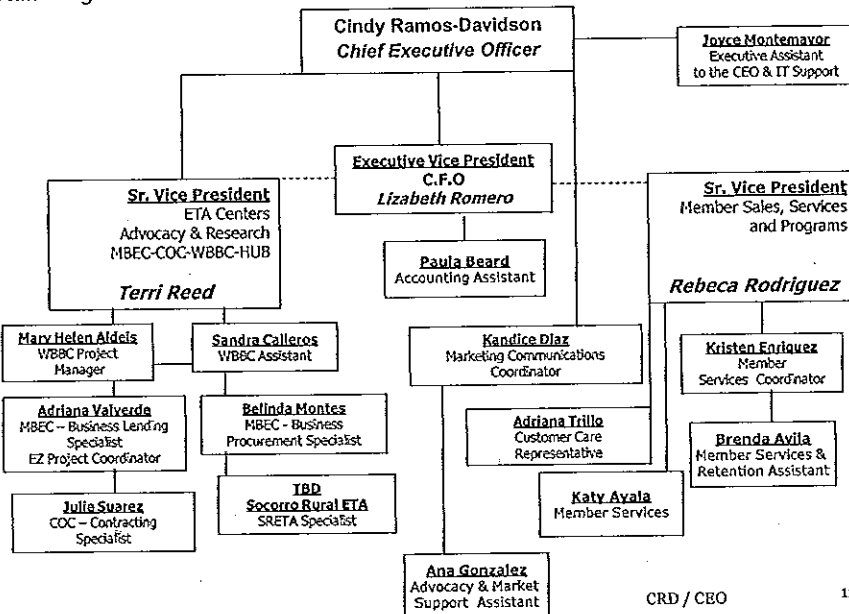 Cindy Ramos-Davidson
Chief Executive Officer
Joyce Montemayor
Executive Assistant
to the CEO & IT Support
Executive Vice President
C.F.O
Lizabeth Romero
Sr. Vice President
ETA Centers
Advocacy & Research
MBEC-COC-WBBC-HUB
Terri Reed
Sr. Vice President
Member Sales, Services
and Programs
Rebeca Rodriguez
Paula Beard
Accounting Assistant
Mary Helen Aldeis
WBBC Project
Manager
Sandra Calleros
WBBC Assistant
Kandice Diaz
Marketing Communications
Coordinator
Kristen Enriquez
Member
Services Coordinator
Adriana Valverde
MBEC – Business Lending
Specialist
EZ Project Coordinator
Belinda Montes
MBEC - Business
Procurement Specialist
Adriana Trillo
Customer Care
Representative
Brenda Avila
Member Services &
Retention Assistant
Julie Suarez
COC – Contracting
Specialist
TBD
Socorro Rural ETA
SRETA Specialist
Katy Ayala
Member Services
Ana Gonzalez
Advocacy & Market
Support Assistant
CRD / CEO